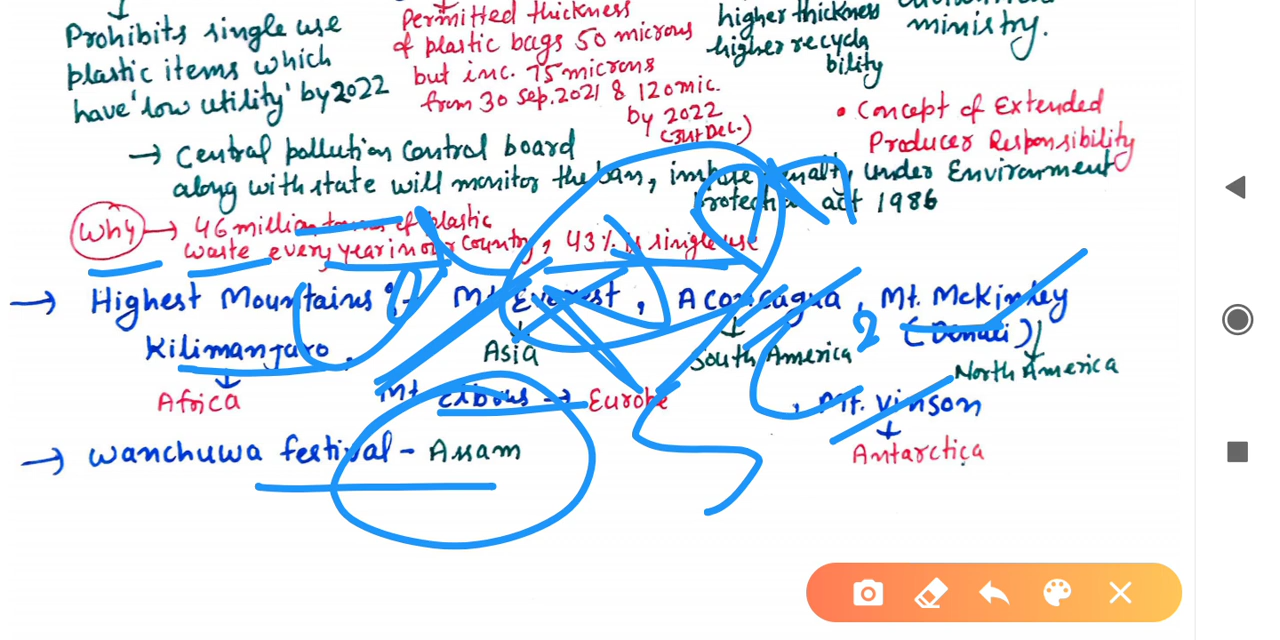 Prohibits single use
plastic items which
have 'low utility' by 2022
Permitted thickness
of plastic bags 50 microns
but inc. 75 microns
from 30 Sep. 2021 & 120 mic.
by 2022
(31st Dec.)
higher thickness
higher recycla
bility
ministry.
• Concept of Extended
Producer Responsibility
→ Central pollution control board
along with state will monitor the ban, impose penalty under Environment
protection act 1986
Why → 46 million tonnes of plastic
waste every year in our country, 43% is single use
→ Highest Mountains :- Mt. Everest, Aconcagua, Mt. McKinley
(Denali)
Kilimanjaro.
Asia
South America
North America
Africa
Mt. Elbrus → Europe
, Mt. Vinson
Antarctica
→ Wanchuwa festival - Assam